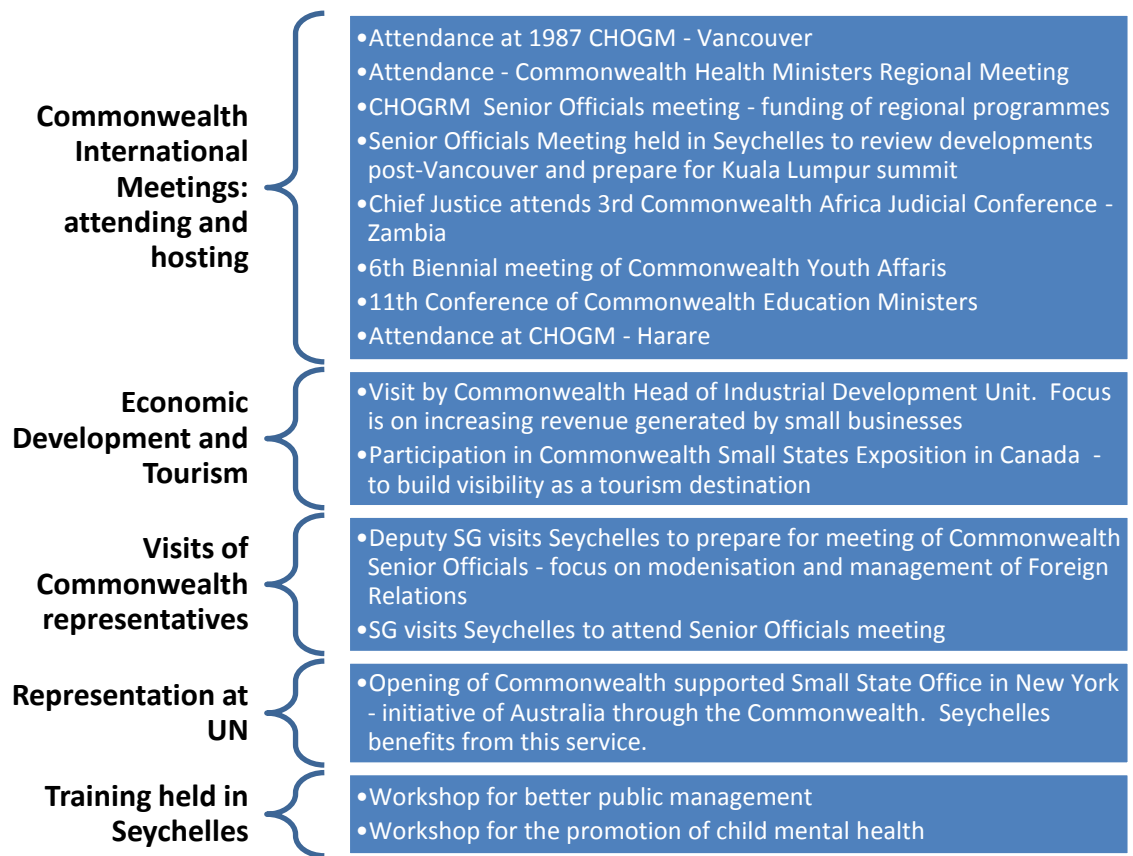 Commonwealth
International
Meetings:
attending and
hosting
•Attendance at 1987 CHOGM - Vancouver
•Attendance - Commonwealth Health Ministers Regional Meeting
•CHOGRM Senior Officials meeting - funding of regional programmes
•Senior Officials Meeting held in Seychelles to review developments
post-Vancouver and prepare for Kuala Lumpur summit
•Chief Justice attends 3rd Commonwealth Africa Judicial Conference -
Zambia
•6th Biennial meeting of Commonwealth Youth Affaris
•11th Conference of Commonwealth Education Ministers
•Attendance at CHOGM - Harare
Economic
Development and
Tourism
•Visit by Commonwealth Head of Industrial Development Unit. Focus
is on increasing revenue generated by small businesses
•Participation in Commonwealth Small States Exposition in Canada -
to build visibility as a tourism destination
Visits of
Commonwealth
representatives
•Deputy SG visits Seychelles to prepare for meeting of Commonwealth
Senior Officials - focus on modenisation and management of Foreign
Relations
•SG visits Seychelles to attend Senior Officials meeting
Representation at
UN
•Opening of Commonwealth supported Small State Office in New York
- initiative of Australia through the Commonwealth. Seychelles
benefits from this service.
Training held in
Seychelles
•Workshop for better public management
•Workshop for the promotion of child mental health